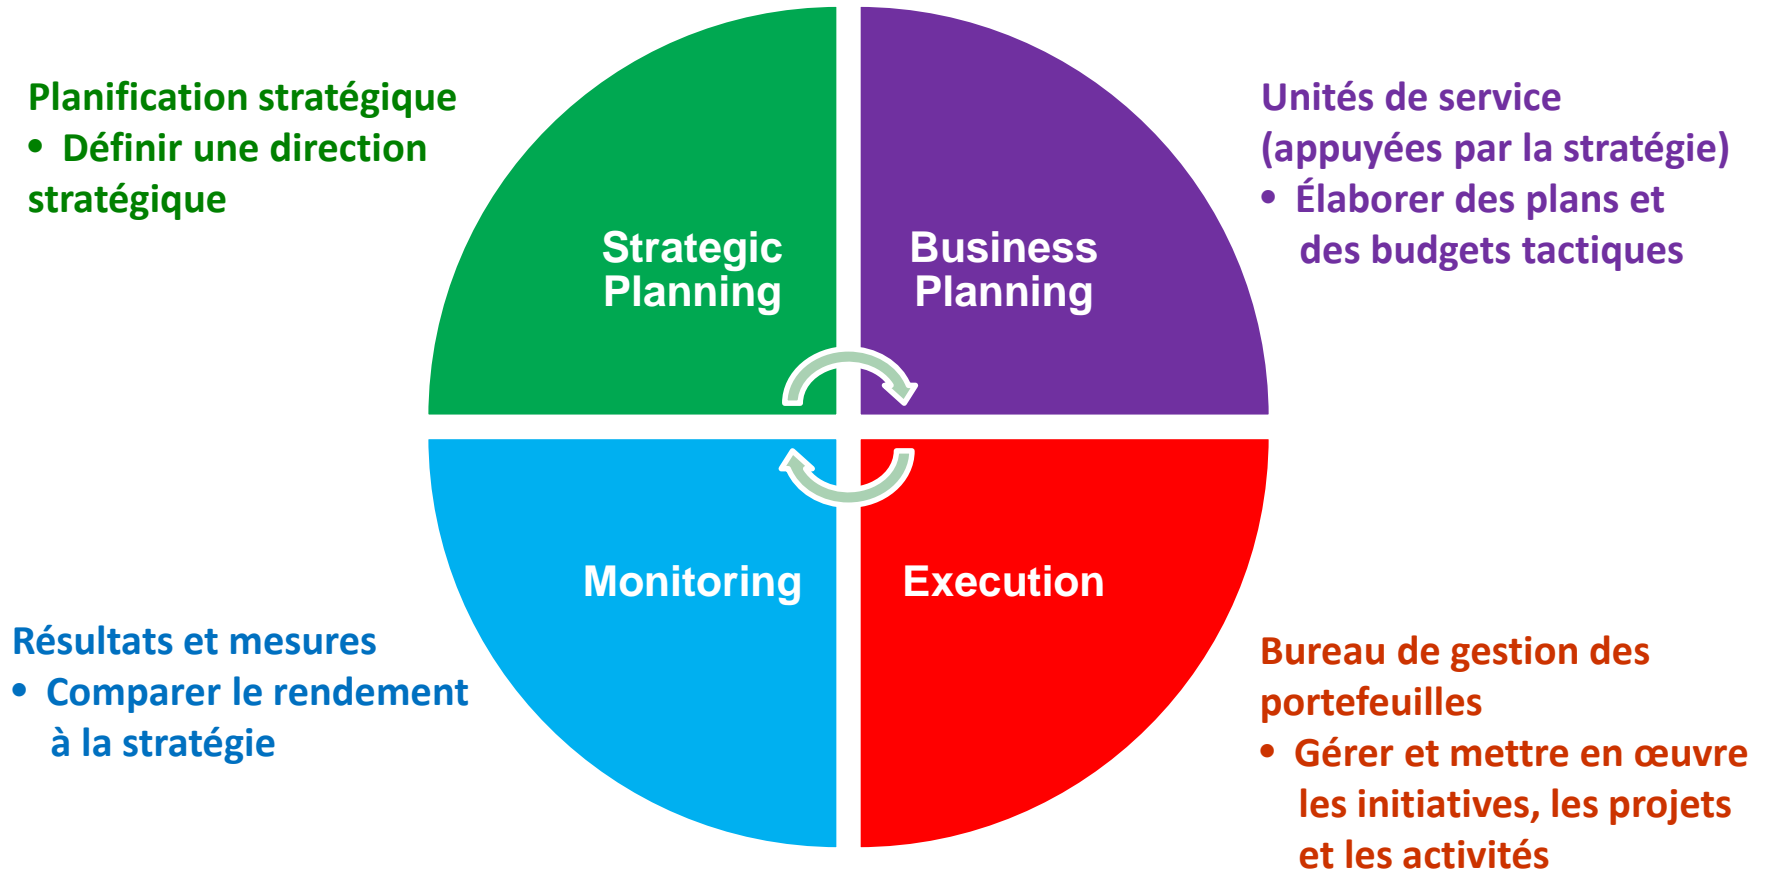 Planification stratégique
• Définir une direction
stratégique
Strategic
Planning
Business
Planning
Unités de service
(appuyées par la stratégie)
• Élaborer des plans et
des budgets tactiques
Monitoring
Execution
Résultats et mesures
• Comparer le rendement
à la stratégie
Bureau de gestion des
portefeuilles
• Gérer et mettre en œuvre
les initiatives, les projets
et les activités